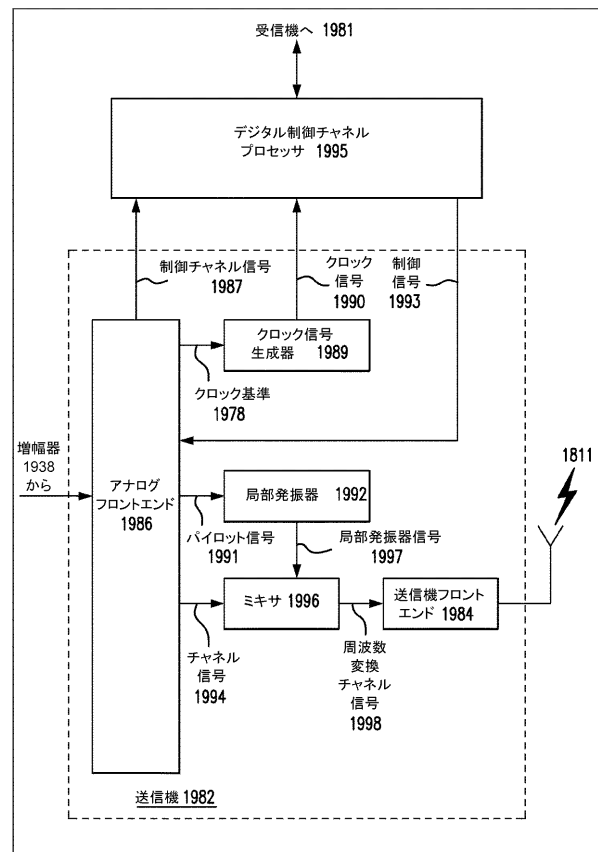 受信機へ 1981
デジタル制御チャネル
プロセッサ 1995
制御チャネル信号
1987
クロック
信号
1990
制御
信号
1993
クロック信号
生成器 1989
クロック基準
1978
増幅器
1938
から
アナログ
フロントエンド
1986
局部発振器 1992
1811
パイロット信号
1991
局部発振器信号
1997
ミキサ 1996
送信機フロント
エンド 1984
チャネル
信号
1994
周波数
変換
チャネル
信号
1998
送信機 1982